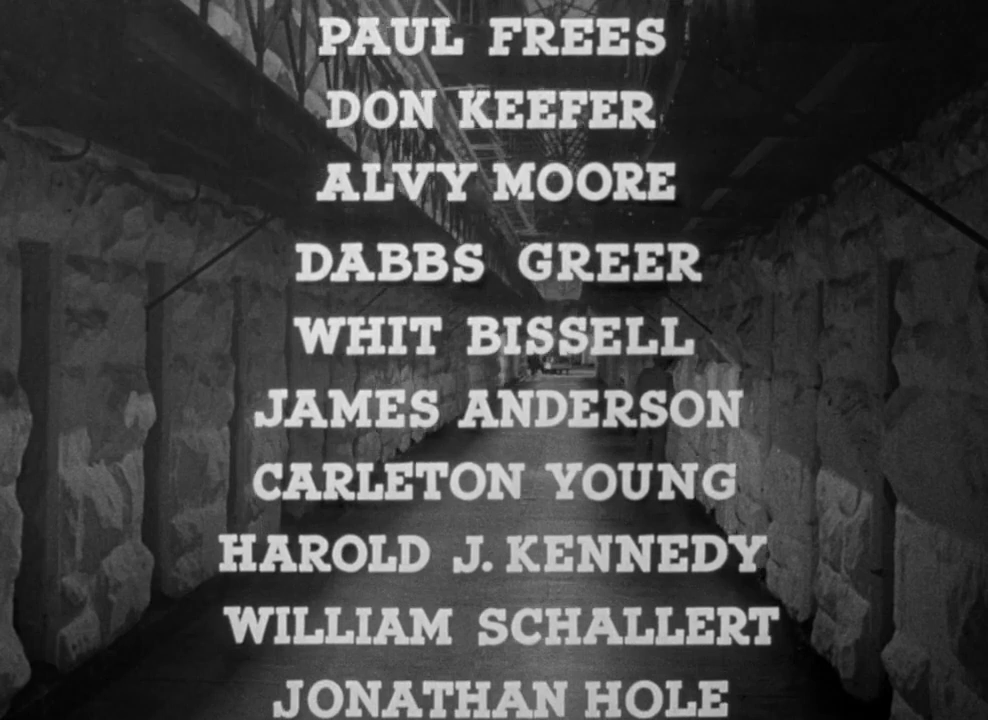 PAUL FREES
DON KEEFER
ALVY MOORE
DABBS GREER
WHIT BISSELL
JAMES ANDERSON
CARLETON YOUNG
HAROLD J. KENNEDY
WILLIAM SCHALLERT
JONATHAN HOLE